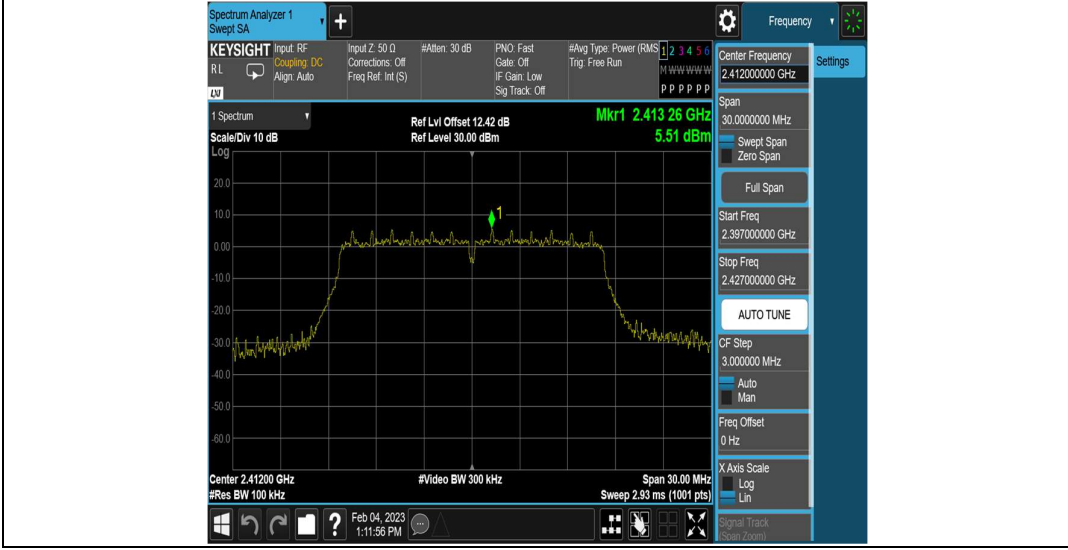 Spectrum Analyzer 1
Swept SA
Frequency
KEYSIGHT
RL
LXI
Input: RF
Coupling: DC
Align: Auto
Input Z: 50 Ω
Corrections: Off
Freq Ref: Int (S)
#Atten: 30 dB
PNO: Fast
Gate: Off
IF Gain: Low
Sig Track: Off
#Avg Type: Power (RMS
Trig: Free Run
1 2 3 4 5 6
M W W W W W
P P P P P P
1 Spectrum
Scale/Div 10 dB
Ref Lvl Offset 12.42 dB
Ref Level 30.00 dBm
Mkr1 2.413 26 GHz
5.51 dBm
Log
20.0
10.0
0.00
-10.0
-20.0
-30.0
-40.0
-50.0
-60.0
1
Center 2.41200 GHz
#Res BW 100 kHz
#Video BW 300 kHz
Span 30.00 MHz
Sweep 2.93 ms (1001 pts)
?
Feb 04, 2023
1:11:56 PM
Center Frequency
2.412000000 GHz
Settings
Span
30.0000000 MHz
Swept Span
Zero Span
Full Span
Start Freq
2.397000000 GHz
Stop Freq
2.427000000 GHz
AUTO TUNE
CF Step
3.000000 MHz
Auto
Man
Freq Offset
0 Hz
X Axis Scale
Log
Lin
Signal Track
(Span Zoom)